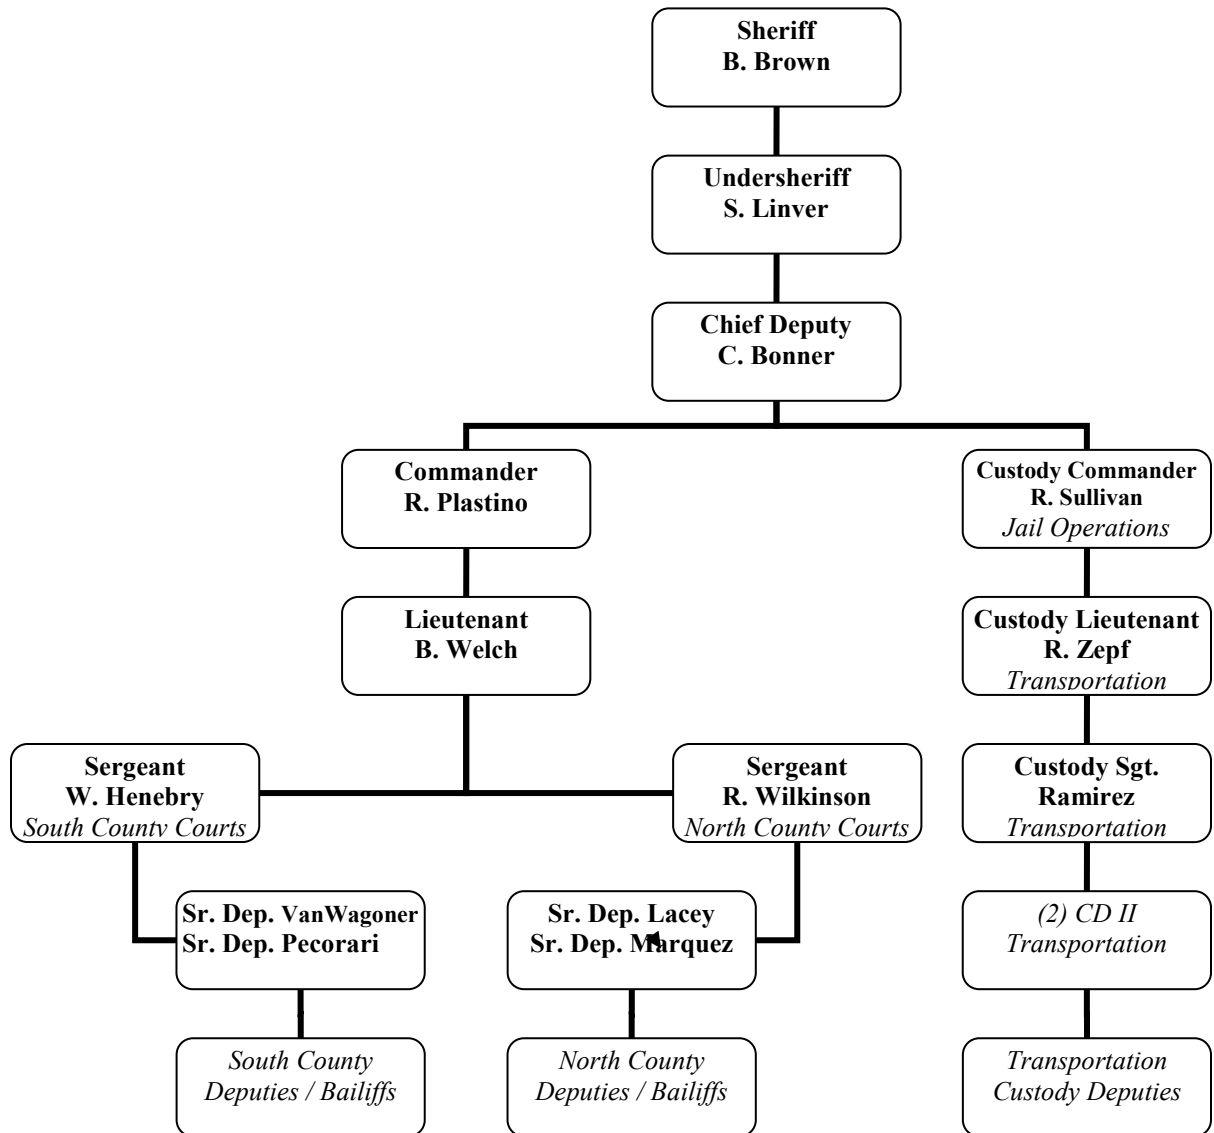 Sheriff
B. Brown
Undersheriff
S. Linver
Chief Deputy
C. Bonner
Commander
R. Plastino
Custody Commander
R. Sullivan
Jail Operations
Lieutenant
B. Welch
Custody Lieutenant
R. Zepf
Transportation
Sergeant
W. Henebry
South County Courts
Sergeant
R. Wilkinson
North County Courts
Custody Sgt.
Ramirez
Transportation
Sr. Dep. VanWagoner
Sr. Dep. Pecorari
Sr. Dep. Lacey
Sr. Dep. Marquez
(2) CD II
Transportation
South County
Deputies / Bailiffs
North County
Deputies / Bailiffs
Transportation
Custody Deputies